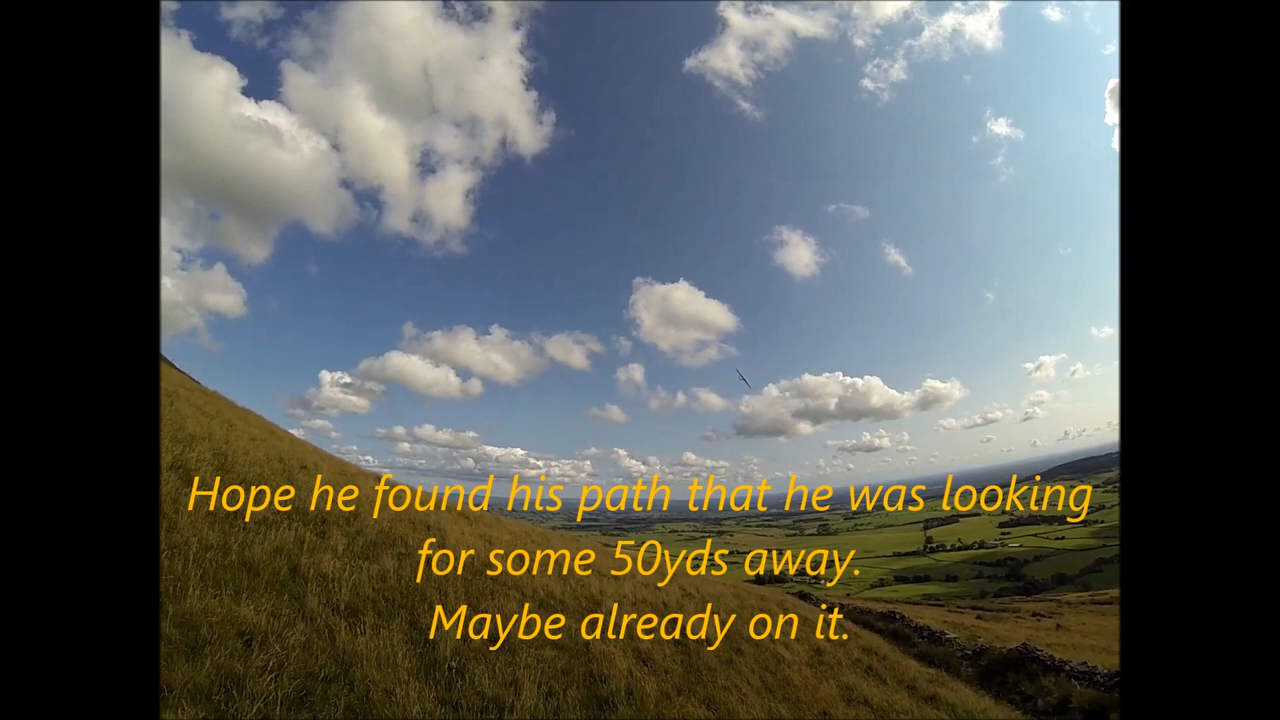 Hope he found his path that he was looking
for some 50yds away.
Maybe already on it.